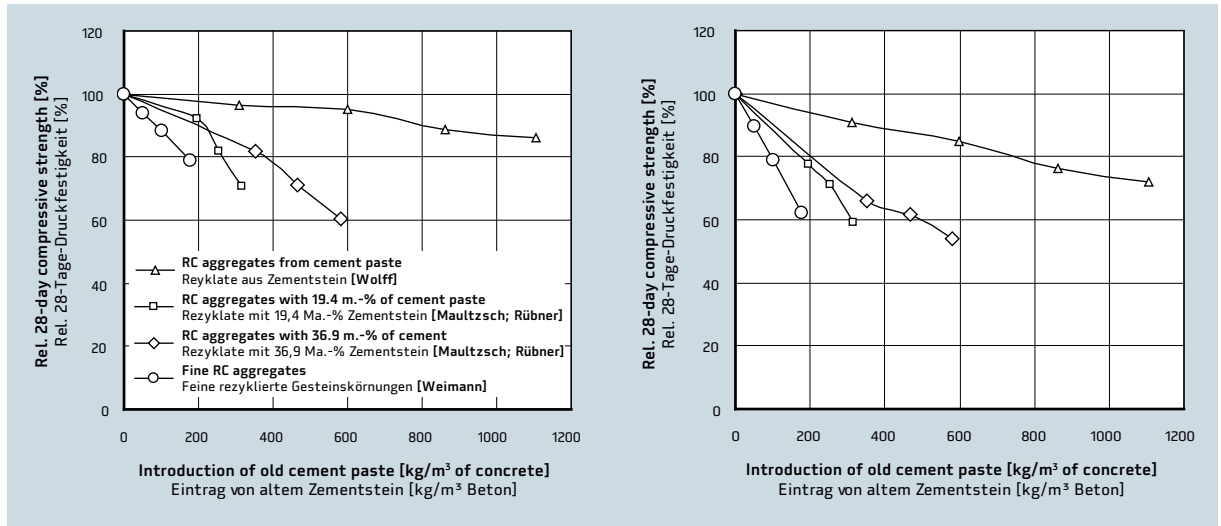 120
100
80
60
40
20
0
Rel. 28-day compressive strength [%]
Rel. 28-Tage-Druckfestigkeit [%]
RC aggregates from cement paste
Reyklate aus Zementstein [Wolff]
RC aggregates with 19.4 m.-% of cement paste
Rezyklate mit 19,4 Ma.-% Zementstein [Maultzsch; Rübner]
RC aggregates with 36.9 m.-% of cement
Rezyklate mit 36,9 Ma.-% Zementstein [Maultzsch; Rübner]
Fine RC aggregates
Feine rezyklierte Gesteinskörnungen [Weimann]
0 200 400 600 800 1000 1200
Introduction of old cement paste [kg/m³ of concrete]
Eintrag von altem Zementstein [kg/m³ Beton]
120
100
80
60
40
20
0
Rel. 28-day compressive strength [%]
Rel. 28-Tage-Druckfestigkeit [%]
0 200 400 600 800 1000 1200
Introduction of old cement paste [kg/m³ of concrete]
Eintrag von altem Zementstein [kg/m³ Beton]